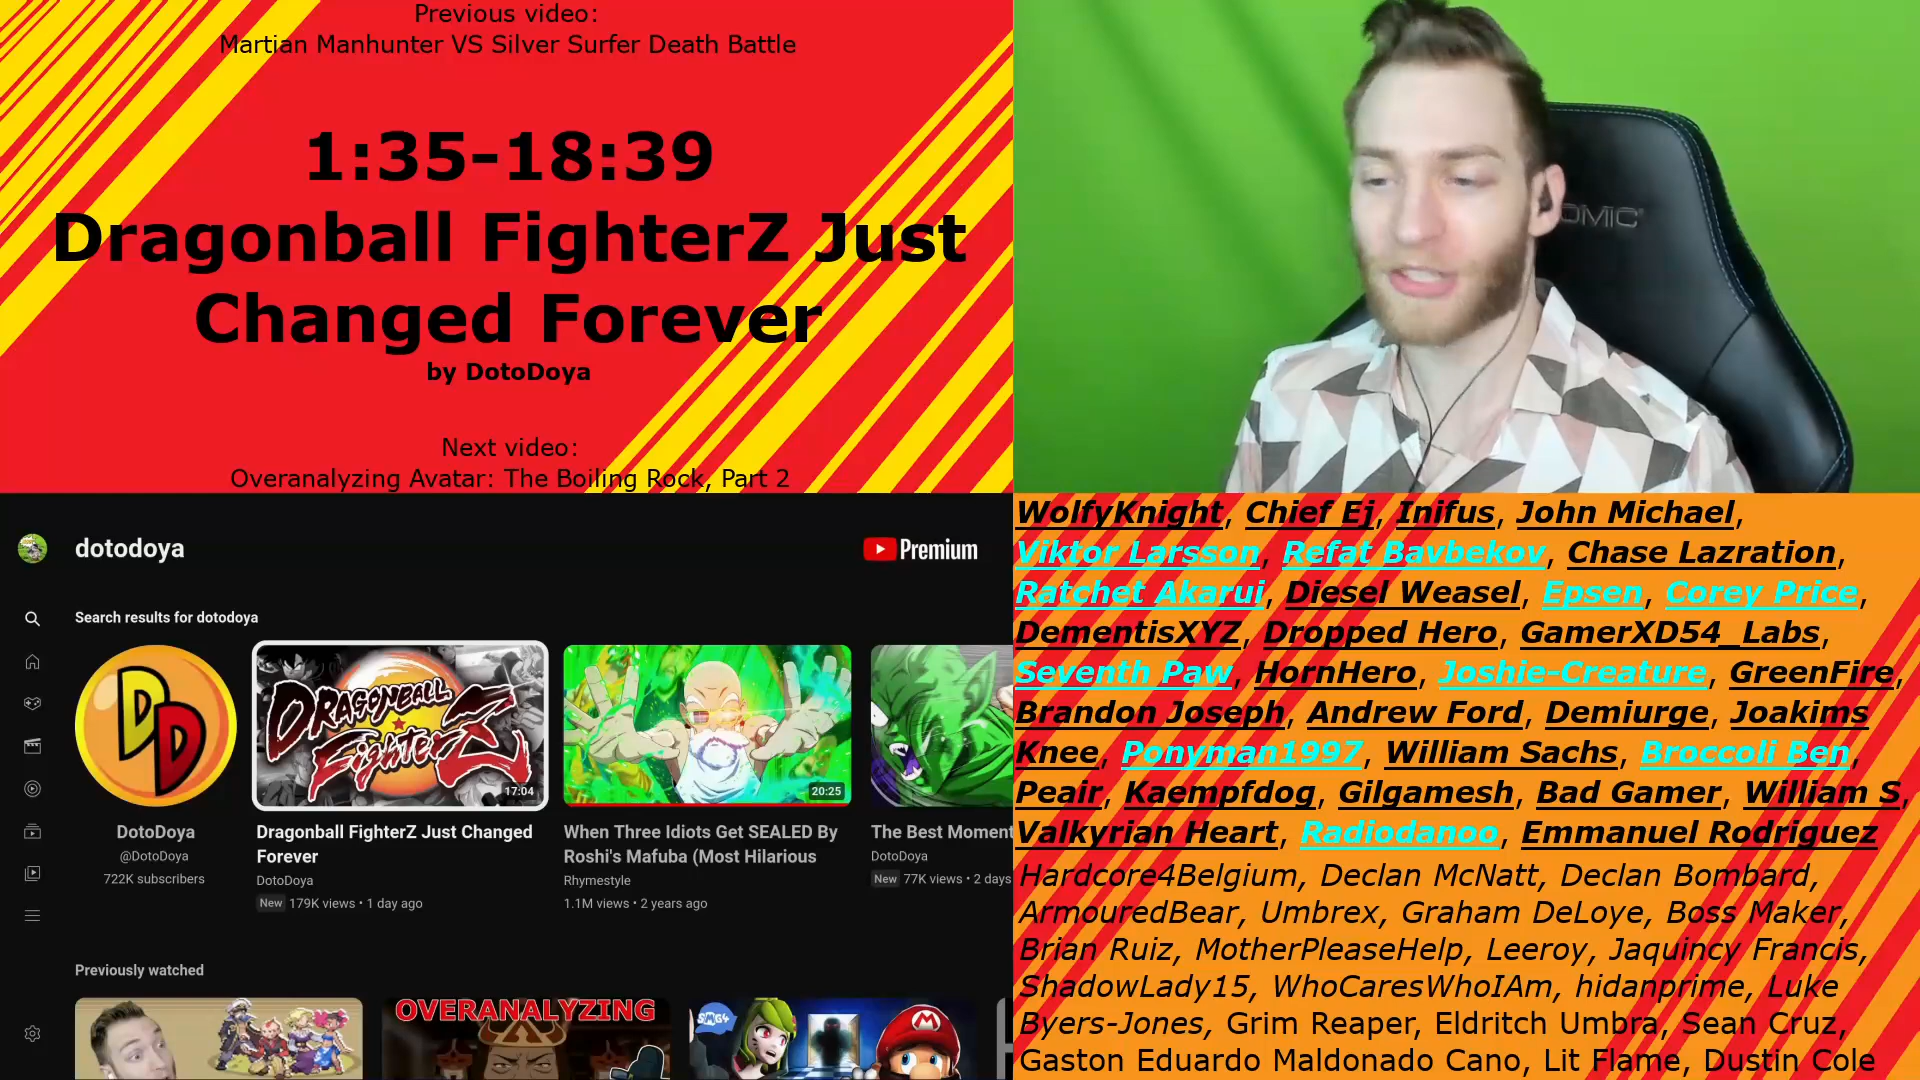 Previous video:
Martian Manhunter VS Silver Surfer Death Battle
1:35-18:39
Dragonball FighterZ Just
Changed Forever
by DotoDoya
Next video:
Overanalyzing Avatar: The Boiling Rock, Part 2
OMIC
dotodoya
Premium
Search results for dotodoya
DD
DRAGONBALL
FighterZ
17:04
20:25
DotoDoya
@DotoDoya
722K subscribers
Dragonball FighterZ Just Changed
Forever
DotoDoya
New 179K views • 1 day ago
When Three Idiots Get SEALED By
Roshi's Mafuba (Most Hilarious
Rhymestyle
1.1M views • 2 years ago
The Best Moment
DotoDoya
New 77K views • 2 days
Previously watched
OVERANALYZING
SMG4
M
WolfyKnight, Chief Ej, Inifus, John Michael,
Viktor Larsson, Refat Bavbekov, Chase Lazration,
Ratchet Akarui, Diesel Weasel, Epsen, Corey Price,
DementisXYZ, Dropped Hero, GamerXD54_Labs,
Seventh Paw, HornHero, Joshie-Creature, GreenFire,
Brandon Joseph, Andrew Ford, Demiurge, Joakims
Knee, Ponyman1997, William Sachs, Broccoli Ben,
Peair, Kaempfdog, Gilgamesh, Bad Gamer, William S,
Valkyrian Heart, Radiodanoo, Emmanuel Rodriguez
Hardcore4Belgium, Declan McNatt, Declan Bombard,
ArmouredBear, Umbrex, Graham DeLoye, Boss Maker,
Brian Ruiz, MotherPleaseHelp, Leeroy, Jaquincy Francis,
ShadowLady15, WhoCaresWhoIAm, hidanprime, Luke
Byers-Jones, Grim Reaper, Eldritch Umbra, Sean Cruz,
Gaston Eduardo Maldonado Cano, Lit Flame, Dustin Cole